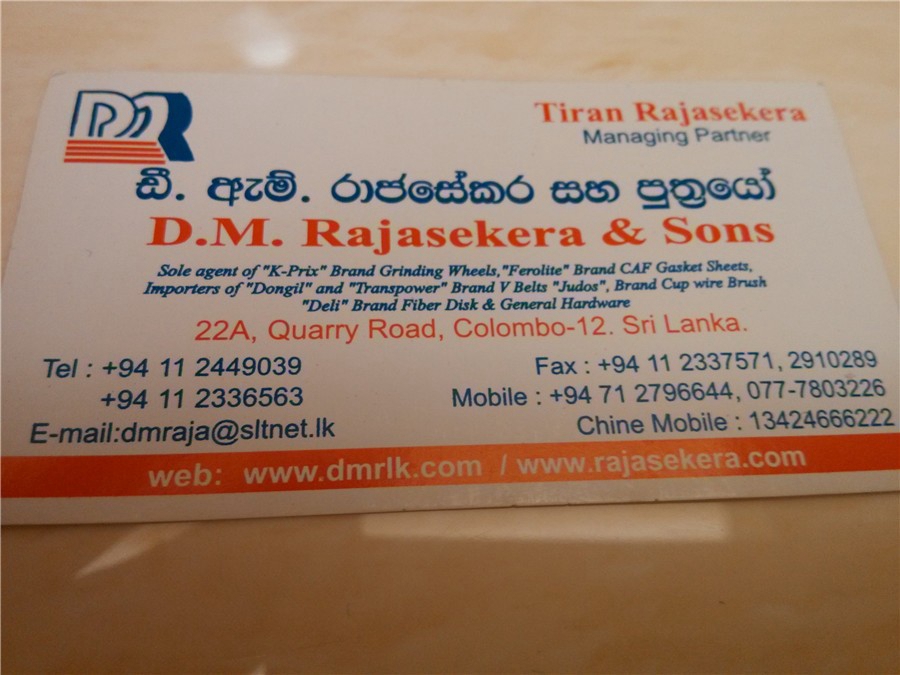 DMR
Tiran Rajasekera
Managing Partner
ඩී. ඇම්. රාජසේකර සහ පුත්‍රයෝ
D.M. Rajasekera & Sons
Sole agent of "K-Prix" Brand Grinding Wheels,"Ferolite" Brand CAF Gasket Sheets,
Importers of "Dongil" and "Transpower" Brand V Belts "Judos", Brand Cup wire Brush
"Deli" Brand Fiber Disk & General Hardware
22A, Quarry Road, Colombo-12. Sri Lanka.
Tel : +94 11 2449039
+94 11 2336563
E-mail:dmraja@sltnet.lk
Fax : +94 11 2337571, 2910289
Mobile : +94 71 2796644, 077-7803226
Chine Mobile : 13424666222
web: www.dmrlk.com / www.rajasekera.com